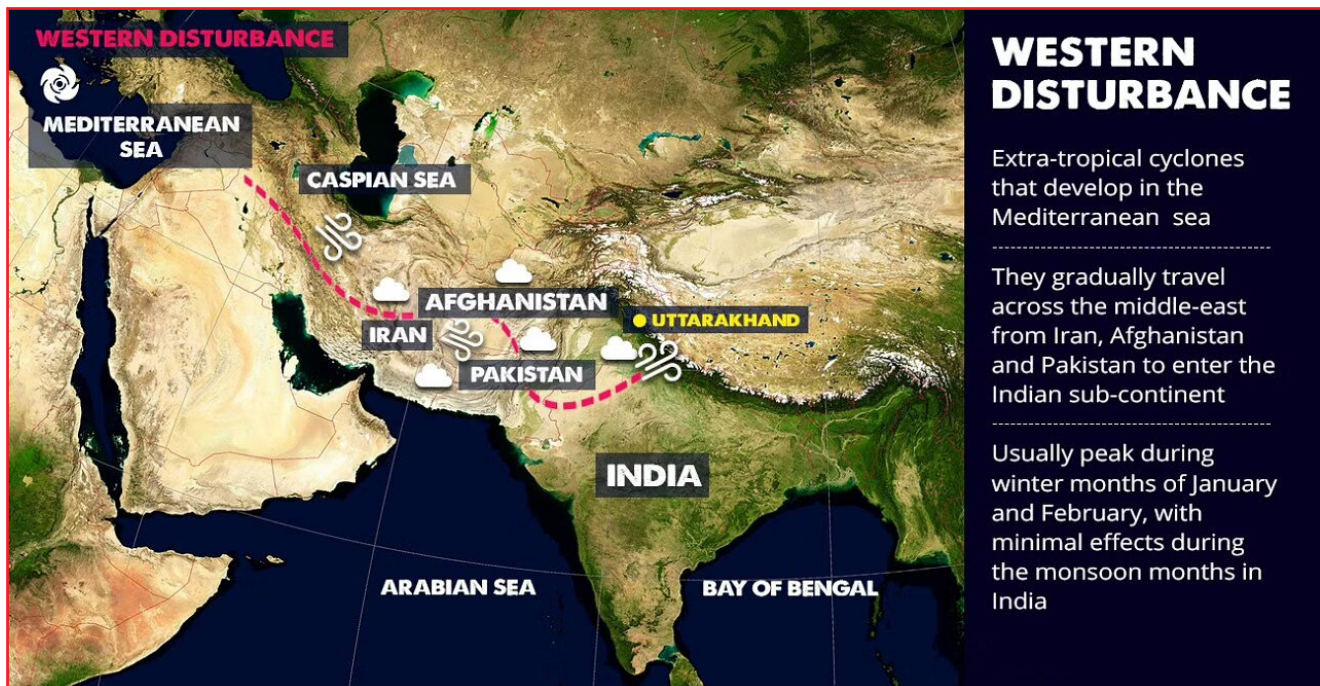 WESTERN DISTURBANCE
MEDITERRANEAN
SEA
CASPIAN SEA
AFGHANISTAN
IRAN
PAKISTAN
UTTARAKHAND
INDIA
ARABIAN SEA
BAY OF BENGAL
WESTERN
DISTURBANCE
Extra-tropical cyclones
that develop in the
Mediterranean sea
They gradually travel
across the middle-east
from Iran, Afghanistan
and Pakistan to enter the
Indian sub-continent
Usually peak during
winter months of January
and February, with
minimal effects during
the monsoon months in
India